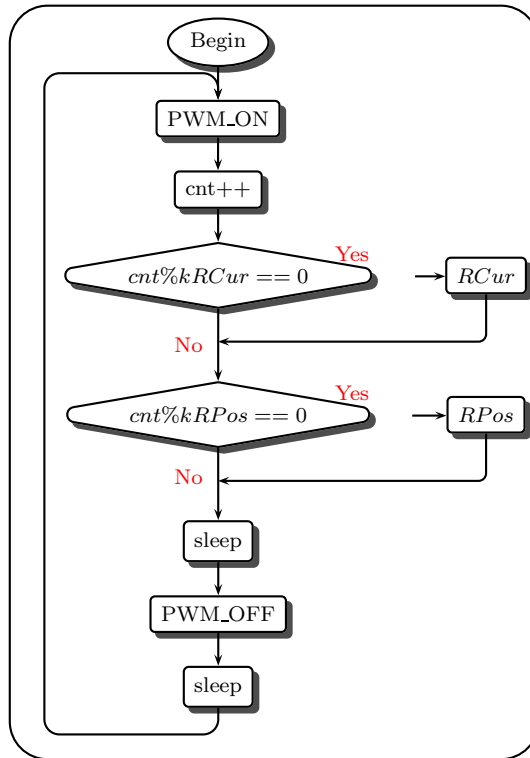 Begin
PWM_ON
cnt++
Yes
cnt%kRCur == 0
RCur
No
Yes
cnt%kRPos == 0
RPos
No
sleep
PWM_OFF
sleep